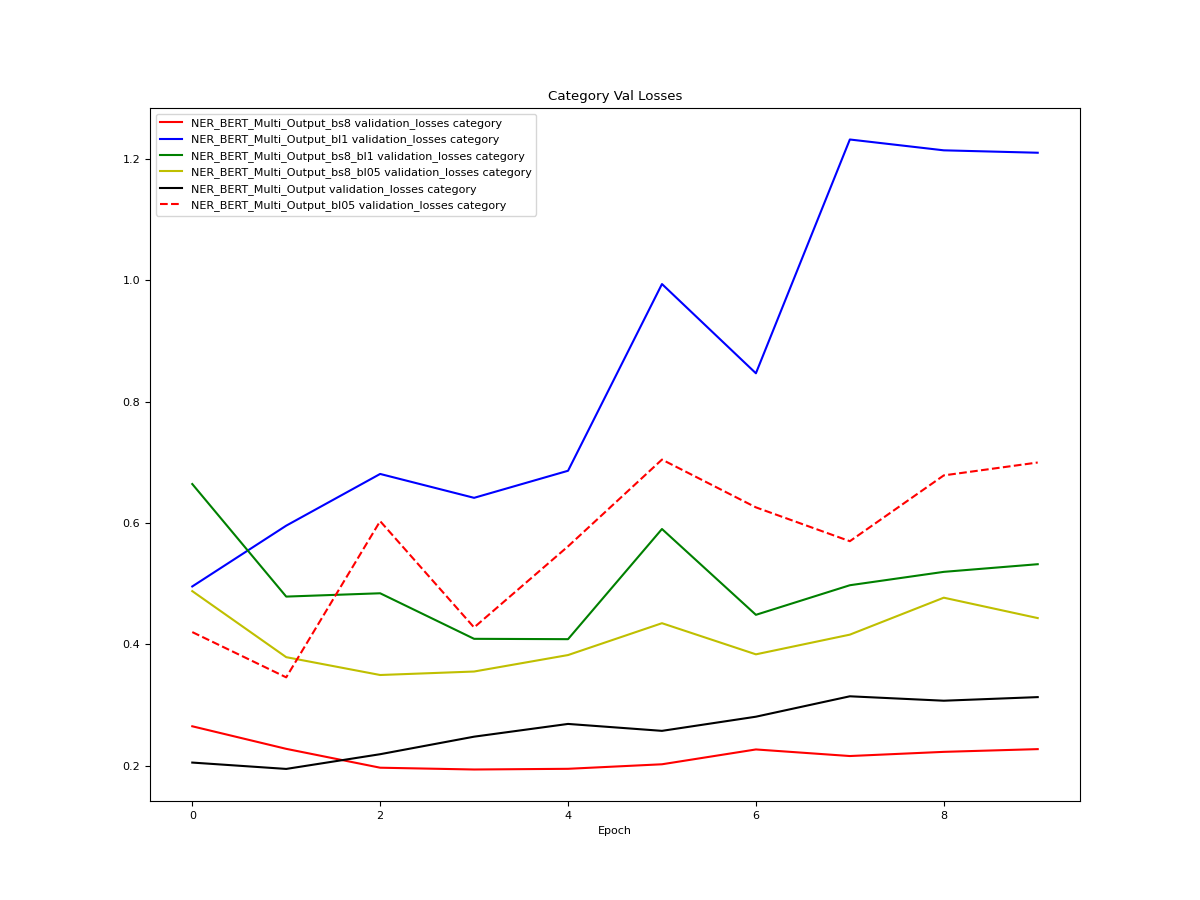 Category Val Losses
NER_BERT_Multi_Output_bs8 validation_losses category
NER_BERT_Multi_Output_bl1 validation_losses category
NER_BERT_Multi_Output_bs8_bl1 validation_losses category
NER_BERT_Multi_Output_bs8_bl05 validation_losses category
NER_BERT_Multi_Output validation_losses category
NER_BERT_Multi_Output_bl05 validation_losses category
1.2
1.0
0.8
0.6
0.4
0.2
0 2 4 6 8
Epoch